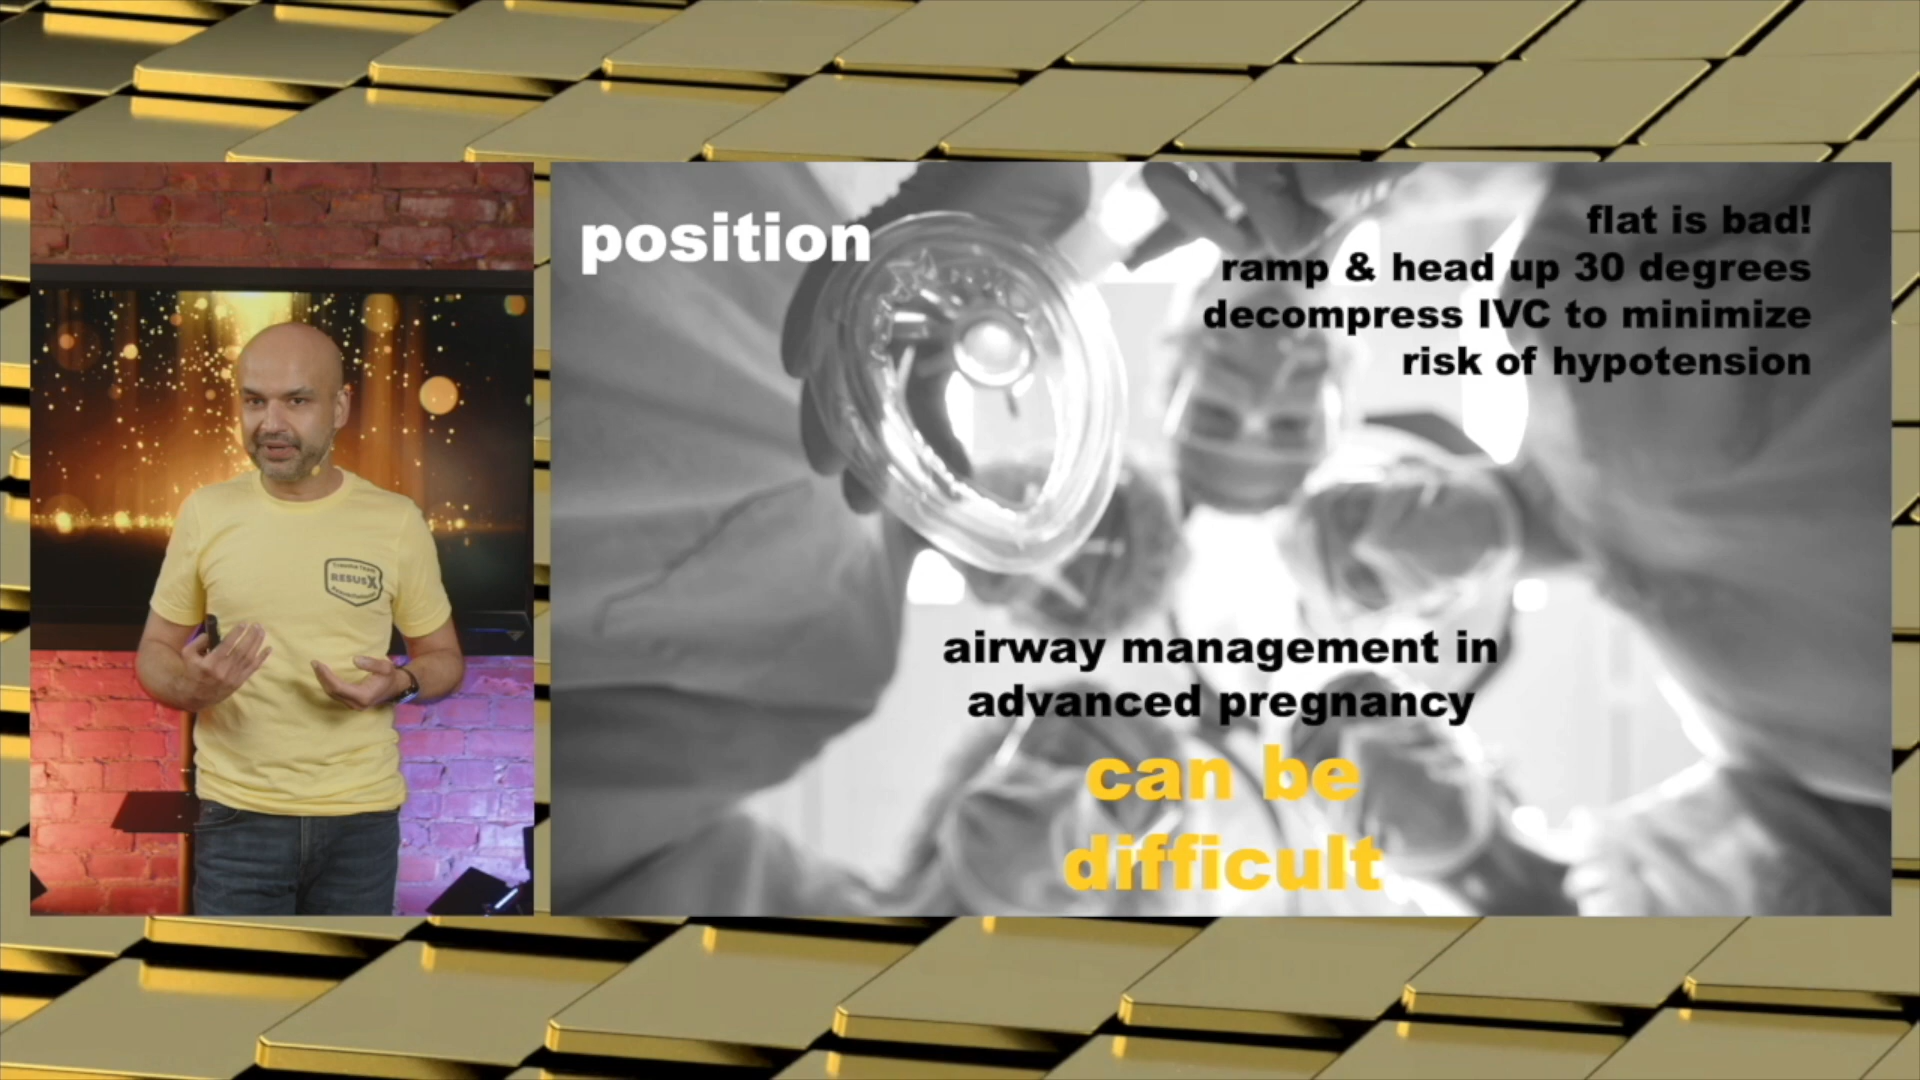 position
flat is bad!
ramp & head up 30 degrees
decompress IVC to minimize
risk of hypotension
airway management in
advanced pregnancy
can be
difficult
RESUSX